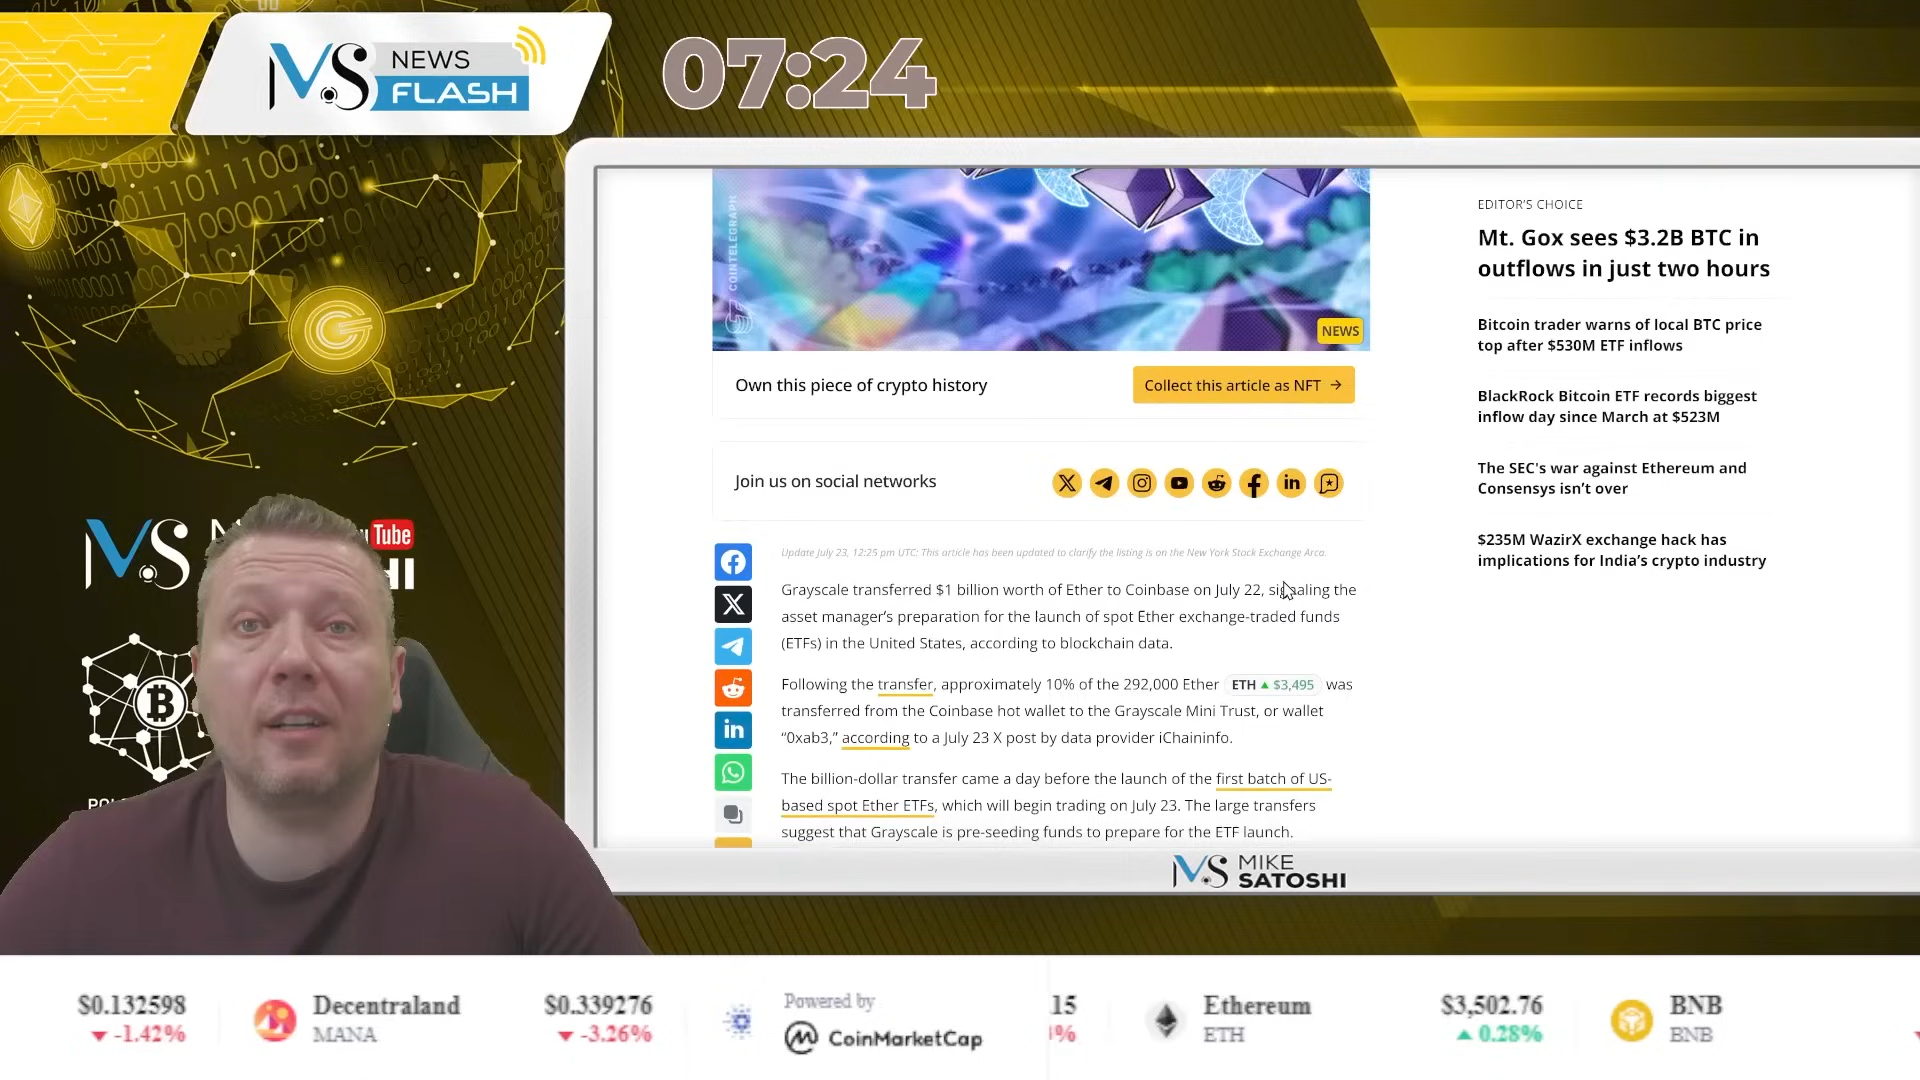 MS NEWS FLASH
07:24
COINTELEGRAPH
NEWS
Own this piece of crypto history
Collect this article as NFT →
Join us on social networks
Update July 23, 12:25 pm UTC: This article has been updated to clarify the listing is on the New York Stock Exchange Arca.
Grayscale transferred $1 billion worth of Ether to Coinbase on July 22, signaling the
asset manager's preparation for the launch of spot Ether exchange-traded funds
(ETFs) in the United States, according to blockchain data.
Following the transfer, approximately 10% of the 292,000 Ether ETH ▲ $3,495 was
transferred from the Coinbase hot wallet to the Grayscale Mini Trust, or wallet
“0xab3,” according to a July 23 X post by data provider iChaininfo.
The billion-dollar transfer came a day before the launch of the first batch of US-
based spot Ether ETFs, which will begin trading on July 23. The large transfers
suggest that Grayscale is pre-seeding funds to prepare for the ETF launch.
EDITOR'S CHOICE
Mt. Gox sees $3.2B BTC in
outflows in just two hours
Bitcoin trader warns of local BTC price
top after $530M ETF inflows
BlackRock Bitcoin ETF records biggest
inflow day since March at $523M
The SEC's war against Ethereum and
Consensys isn’t over
$235M WazirX exchange hack has
implications for India’s crypto industry
MS
Tube
HI
MS MIKE
SATOSHI
$0.132598
▼ -1.42%
Decentraland
MANA
$0.339276
▼ -3.26%
Powered by
CoinMarketCap
15
%
Ethereum
ETH
$3,502.76
▲ 0.28%
BNB
BNB